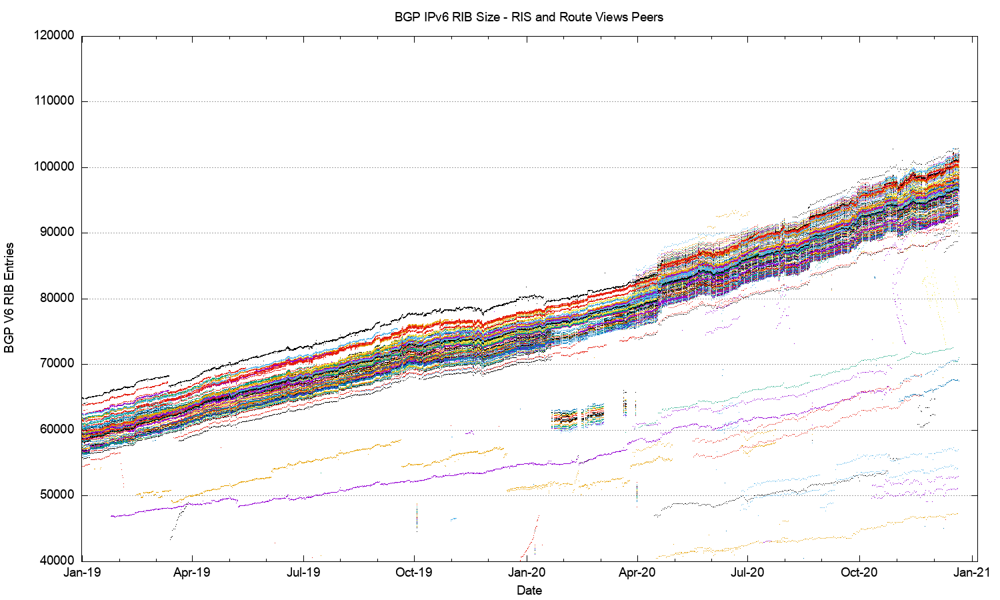 BGP IPv6 RIB Size - RIS and Route Views Peers
120000
110000
100000
90000
80000
70000
60000
50000
40000
BGP V6 RIB Entries
Jan-19 Apr-19 Jul-19 Oct-19 Jan-20 Apr-20 Jul-20 Oct-20 Jan-21
Date